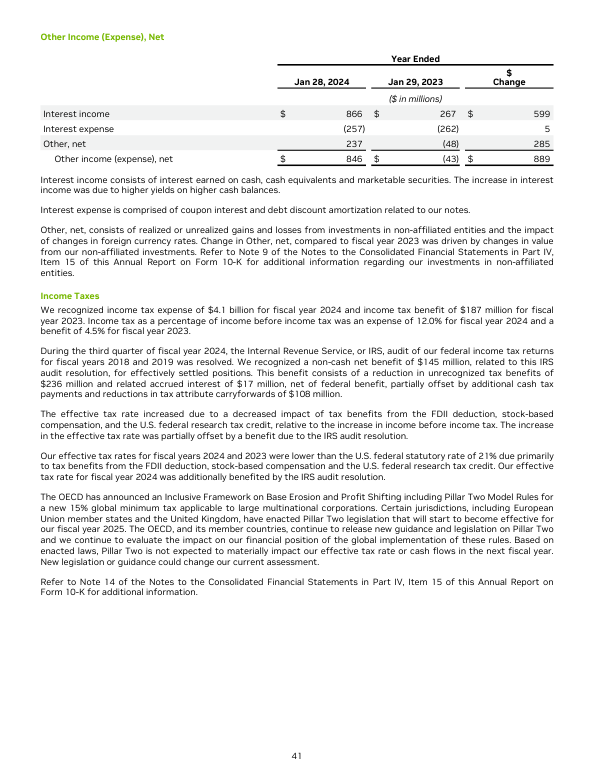 Other Income (Expense), Net
Year Ended
Jan 28, 2024 Jan 29, 2023 $ Change
($ in millions)
Interest income $ 866 $ 267 $ 599
Interest expense (257) (262) 5
Other, net 237 (48) 285
Other income (expense), net $ 846 $ (43) $ 889
Interest income consists of interest earned on cash, cash equivalents and marketable securities. The increase in interest
income was due to higher yields on higher cash balances.
Interest expense is comprised of coupon interest and debt discount amortization related to our notes.
Other, net, consists of realized or unrealized gains and losses from investments in non-affiliated entities and the impact
of changes in foreign currency rates. Change in Other, net, compared to fiscal year 2023 was driven by changes in value
from our non-affiliated investments. Refer to Note 9 of the Notes to the Consolidated Financial Statements in Part IV,
Item 15 of this Annual Report on Form 10-K for additional information regarding our investments in non-affiliated
entities.
Income Taxes
We recognized income tax expense of $4.1 billion for fiscal year 2024 and income tax benefit of $187 million for fiscal
year 2023. Income tax as a percentage of income before income tax was an expense of 12.0% for fiscal year 2024 and a
benefit of 4.5% for fiscal year 2023.
During the third quarter of fiscal year 2024, the Internal Revenue Service, or IRS, audit of our federal income tax returns
for fiscal years 2018 and 2019 was resolved. We recognized a non-cash net benefit of $145 million, related to this IRS
audit resolution, for effectively settled positions. This benefit consists of a reduction in unrecognized tax benefits of
$236 million and related accrued interest of $17 million, net of federal benefit, partially offset by additional cash tax
payments and reductions in tax attribute carryforwards of $108 million.
The effective tax rate increased due to a decreased impact of tax benefits from the FDII deduction, stock-based
compensation, and the U.S. federal research tax credit, relative to the increase in income before income tax. The increase
in the effective tax rate was partially offset by a benefit due to the IRS audit resolution.
Our effective tax rates for fiscal years 2024 and 2023 were lower than the U.S. federal statutory rate of 21% due primarily
to tax benefits from the FDII deduction, stock-based compensation and the U.S. federal research tax credit. Our effective
tax rate for fiscal year 2024 was additionally benefited by the IRS audit resolution.
The OECD has announced an Inclusive Framework on Base Erosion and Profit Shifting including Pillar Two Model Rules for
a new 15% global minimum tax applicable to large multinational corporations. Certain jurisdictions, including European
Union member states and the United Kingdom, have enacted Pillar Two legislation that will start to become effective for
our fiscal year 2025. The OECD, and its member countries, continue to release new guidance and legislation on Pillar Two
and we continue to evaluate the impact on our financial position of the global implementation of these rules. Based on
enacted laws, Pillar Two is not expected to materially impact our effective tax rate or cash flows in the next fiscal year.
New legislation or guidance could change our current assessment.
Refer to Note 14 of the Notes to the Consolidated Financial Statements in Part IV, Item 15 of this Annual Report on
Form 10-K for additional information.
41